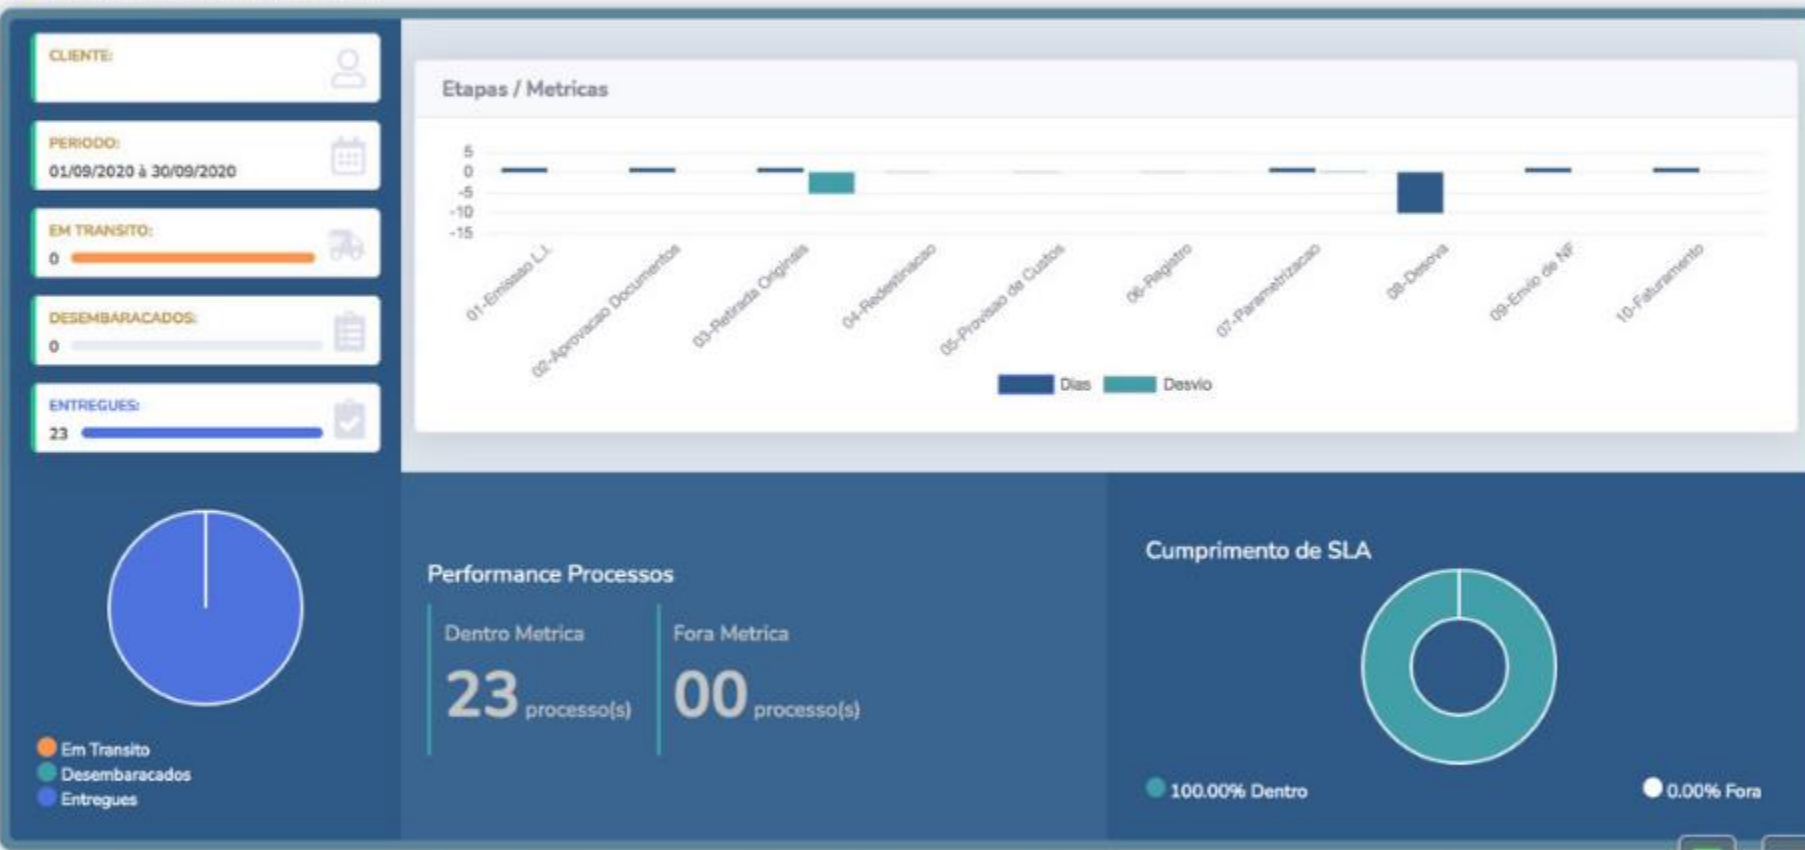 CLIENTE:
PERIODO:
01/09/2020 à 30/09/2020
EM TRANSITO:
0
DESEMBARACADOS:
0
ENTREGUES:
23
Em Transito
Desembaracados
Entregues
Etapas / Metricas
5
0
-5
-10
-15
01-Emissao L.I.
02-Aprovacao Documentos
03-Retirada Originais
04-Redestinacao
05-Provisao de Custos
06-Registro
07-Parametrizacao
08-Desova
09-Envio de NF
10-Faturamento
Dias
Desvio
Performance Processos
Dentro Metrica
23 processo(s)
Fora Metrica
00 processo(s)
Cumprimento de SLA
100.00% Dentro
0.00% Fora